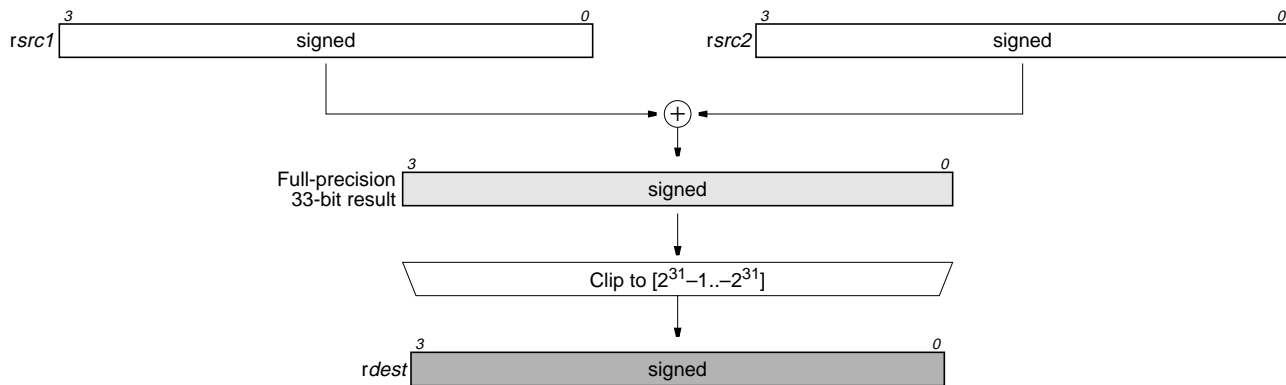 3 0 3 0
rsrc1 signed rsrc2 signed
+
3 0
Full-precision
33-bit result signed
Clip to [2³¹–1..–2³¹]
3 0
rdest signed